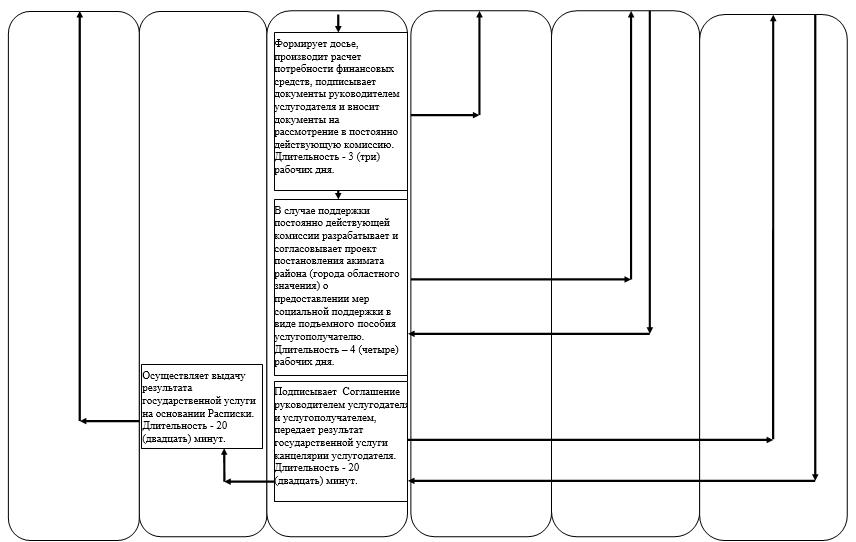 Формирует досье,
производит расчет
потребности финансовых
средств, подписывает
документы руководителем
услугодателя и вносит
документы на
рассмотрение в постоянно
действующую комиссию.
Длительность - 3 (три)
рабочих дня.
В случае поддержки
постоянно действующей
комиссии разрабатывает и
согласовывает проект
постановления акимата
района (города областного
значения) о
предоставлении мер
социальной поддержки в
виде подъемного пособия
услугополучателю.
Длительность – 4 (четыре)
рабочих дня.
Осуществляет выдачу
результата
государственной услуги
на основании Расписки.
Длительность - 20
(двадцать) минут.
Подписывает Соглашение
руководителем услугодателя
и услугополучателем,
передает результат
государственной услуги
канцелярии услугодателя.
Длительность - 20
(двадцать) минут.